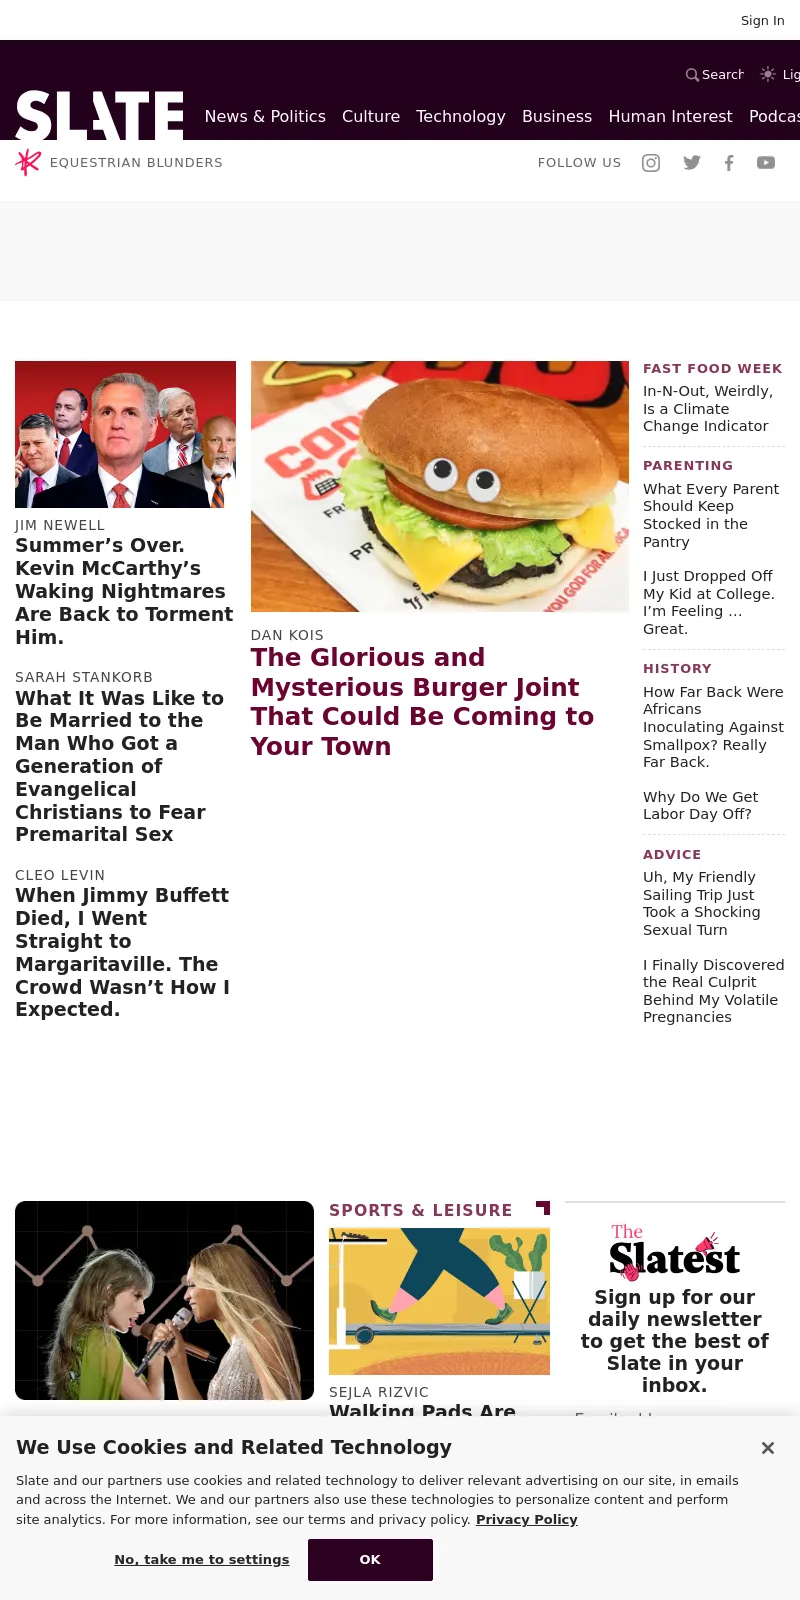 Sign In
Search
Lig
SLATE
News & Politics Culture Technology Business Human Interest Podcas
EQUESTRIAN BLUNDERS
FOLLOW US
JIM NEWELL
Summer’s Over.
Kevin McCarthy’s
Waking Nightmares
Are Back to Torment
Him.
SARAH STANKORB
What It Was Like to
Be Married to the
Man Who Got a
Generation of
Evangelical
Christians to Fear
Premarital Sex
CLEO LEVIN
When Jimmy Buffett
Died, I Went
Straight to
Margaritaville. The
Crowd Wasn’t How I
Expected.
DAN KOIS
The Glorious and
Mysterious Burger Joint
That Could Be Coming to
Your Town
FAST FOOD WEEK
In-N-Out, Weirdly,
Is a Climate
Change Indicator
PARENTING
What Every Parent
Should Keep
Stocked in the
Pantry
I Just Dropped Off
My Kid at College.
I’m Feeling …
Great.
HISTORY
How Far Back Were
Africans
Inoculating Against
Smallpox? Really
Far Back.
Why Do We Get
Labor Day Off?
ADVICE
Uh, My Friendly
Sailing Trip Just
Took a Shocking
Sexual Turn
I Finally Discovered
the Real Culprit
Behind My Volatile
Pregnancies
SPORTS & LEISURE
SEJLA RIZVIC
Walking Pads Are
The
Slatest
Sign up for our
daily newsletter
to get the best of
Slate in your
inbox.
We Use Cookies and Related Technology
Slate and our partners use cookies and related technology to deliver relevant advertising on our site, in emails
and across the Internet. We and our partners also use these technologies to personalize content and perform
site analytics. For more information, see our terms and privacy policy. Privacy Policy
No, take me to settings
OK